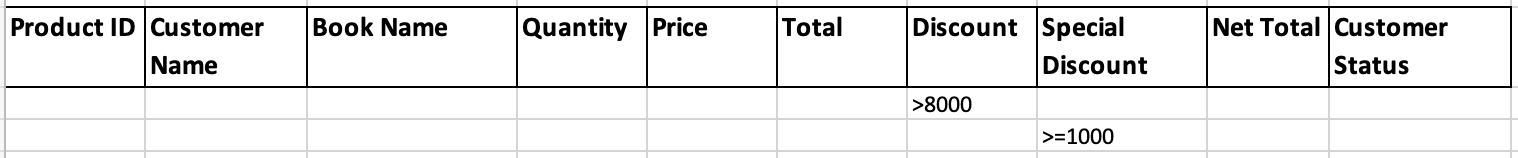 Product ID Customer Name Book Name Quantity Price Total Discount Special Discount Net Total Customer Status
>8000
>=1000